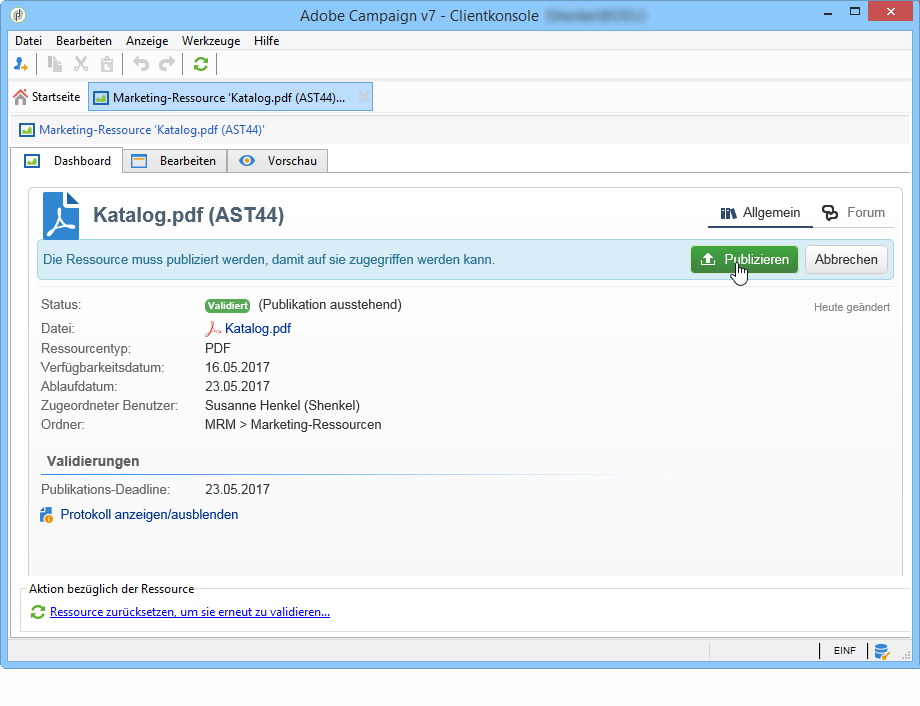 Adobe Campaign v7 - Clientkonsole
Datei Bearbeiten Anzeige Werkzeuge Hilfe
Startseite Marketing-Ressource 'Katalog.pdf (AST44)...
Marketing-Ressource 'Katalog.pdf (AST44)'
Dashboard Bearbeiten Vorschau
Katalog.pdf (AST44) Allgemein Forum
Die Ressource muss publiziert werden, damit auf sie zugegriffen werden kann. Publizieren Abbrechen
Status: Validiert (Publikation ausstehend) Heute geändert
Datei: Katalog.pdf
Ressourcentyp: PDF
Verfügbarkeitsdatum: 16.05.2017
Ablaufdatum: 23.05.2017
Zugeordneter Benutzer: Susanne Henkel (Shenkel)
Ordner: MRM > Marketing-Ressourcen
Validierungen
Publikations-Deadline: 23.05.2017
Protokoll anzeigen/ausblenden
Aktion bezüglich der Ressource
Ressource zurücksetzen, um sie erneut zu validieren...
EINF